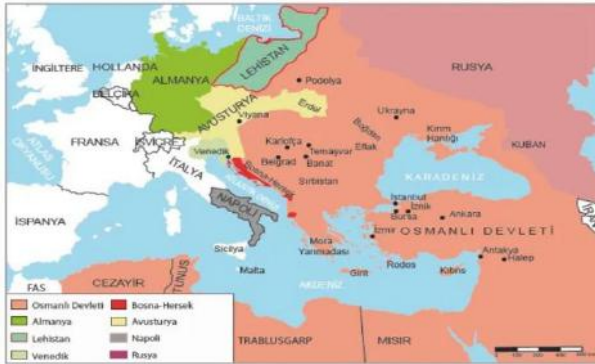 BALTIK
DENİZİ
İNGİLTERE
HOLLANDA
BELÇİKA
ALMANYA
LEHİSTAN
RUSYA
Podolya
ATLAS
OKYANUSU
FRANSA
İSVİÇRE
AVUSTURYA
Viyana
Erdel
Ukrayna
Kırım
Hanlığı
KUBAN
Venedik
İTALYA
Karlofça
Temaşvar
Boğdan
Eflak
Belgrad
Banat
Bosna-Hersek
Sırbistan
KARADENİZ
İSPANYA
NAPOLİ
İstanbul
İznik
Bursa
Ankara
İzmir
OSMANLI DEVLETİ
Sicilya
Mora
Yarımadası
Antakya
Halep
Malta
Girit
Rodos
Kıbrıs
FAS
CEZAYİR
TUNUS
AKDENİZ
TRABLUSGARP
MISIR
Osmanlı Devleti
Bosna-Hersek
Almanya
Avusturya
Lehistan
Napoli
Venedik
Rusya